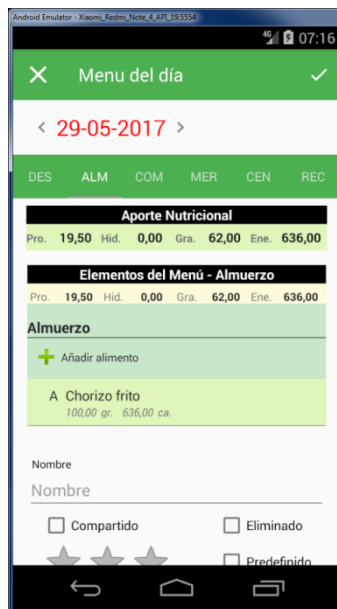 Android Emulator - Xiaomi_Redmi_Note_4_API_19:5554
4G 07:16
Menu del día
< 29-05-2017 >
DES ALM COM MER CEN REC
Aporte Nutricional
Pro. 19,50 Hid. 0,00 Gra. 62,00 Ene. 636,00
Elementos del Menú - Almuerzo
Pro. 19,50 Hid. 0,00 Gra. 62,00 Ene. 636,00
Almuerzo
Añadir alimento
A Chorizo frito
100,00 gr. 636,00 ca.
Nombre
Nombre
Compartido Eliminado
Predefinido